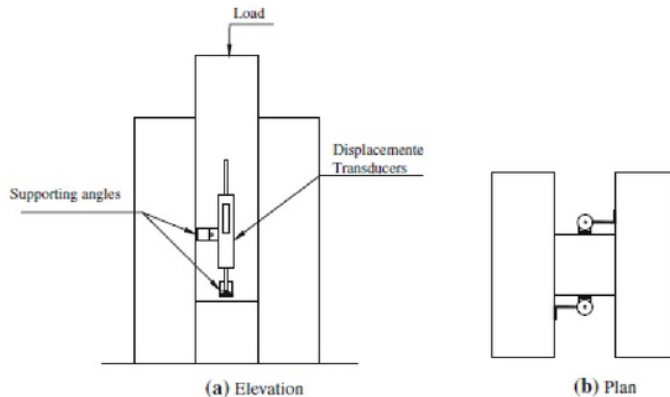 Load
Displacemente
Transducers
Supporting angles
(a) Elevation
(b) Plan